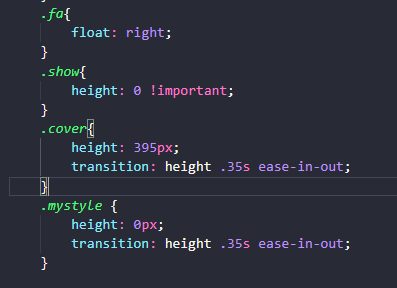 .fa{
float: right;
}
.show{
height: 0 !important;
}
.cover{
height: 395px;
transition: height .35s ease-in-out;
}
.mystyle {
height: 0px;
transition: height .35s ease-in-out;
}